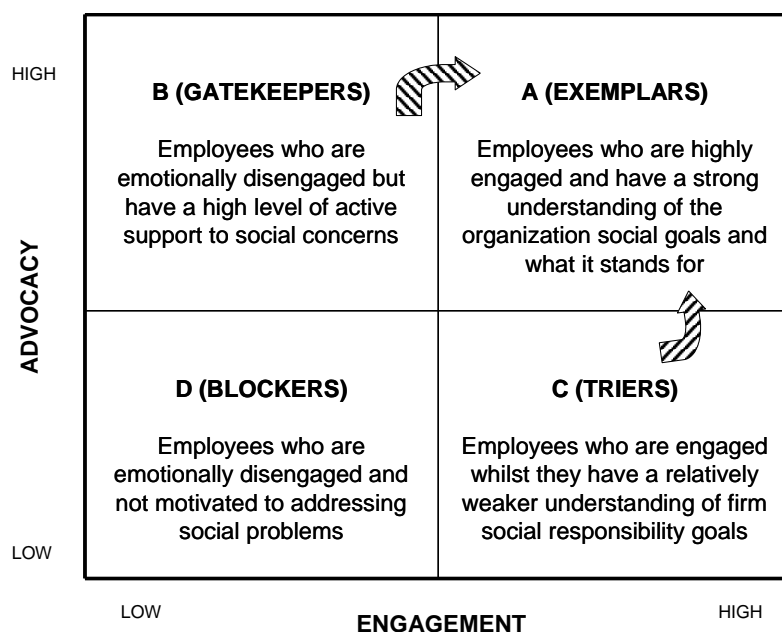 HIGH
B (GATEKEEPERS)
Employees who are
emotionally disengaged but
have a high level of active
support to social concerns
A (EXEMPLARS)
Employees who are highly
engaged and have a strong
understanding of the
organization social goals and
what it stands for
ADVOCACY
D (BLOCKERS)
Employees who are
emotionally disengaged and
not motivated to addressing
social problems
C (TRIERS)
Employees who are engaged
whilst they have a relatively
weaker understanding of firm
social responsibility goals
LOW
LOW
ENGAGEMENT
HIGH